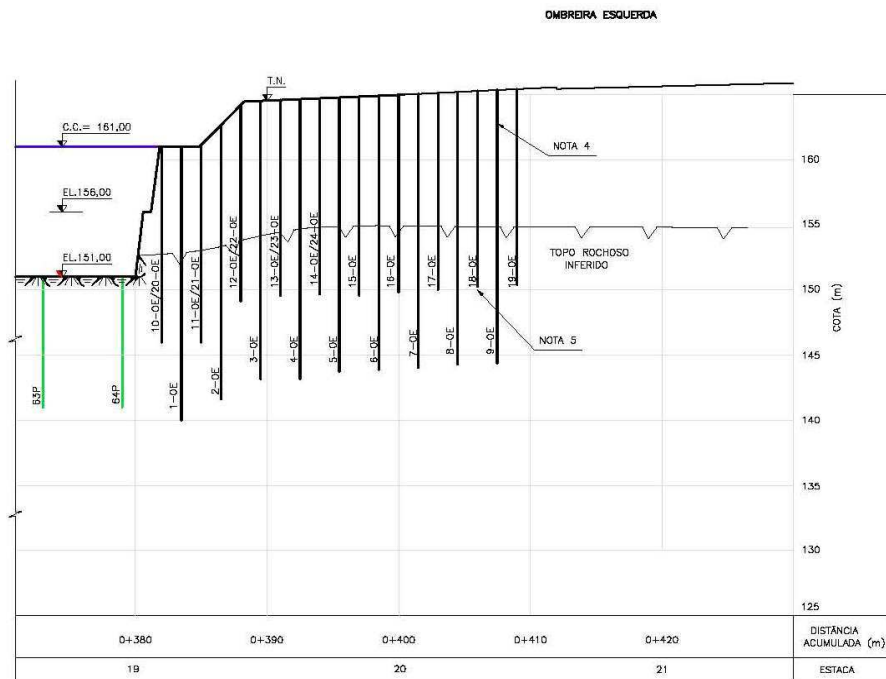 OMBREIRA ESQUERDA
T.N.
C.C.= 161,00
NOTA 4
160
EL.156,00
155
EL.151,00
TOPO ROCHOSO
INFERIDO
150
COTA (m)
NOTA 5
145
140
135
130
125
63P
64P
10-OE/20-OE
1-OE
11-OE/21-OE
2-OE
12-OE/22-OE
3-OE
13-OE/23-OE
4-OE
14-OE/24-OE
5-OE
15-OE
6-OE
16-OE
7-OE
17-OE
8-OE
18-OE
9-OE
19-OE
0+380
0+390
0+400
0+410
0+420
DISTÂNCIA
ACUMULADA (m)
19
20
21
ESTACA